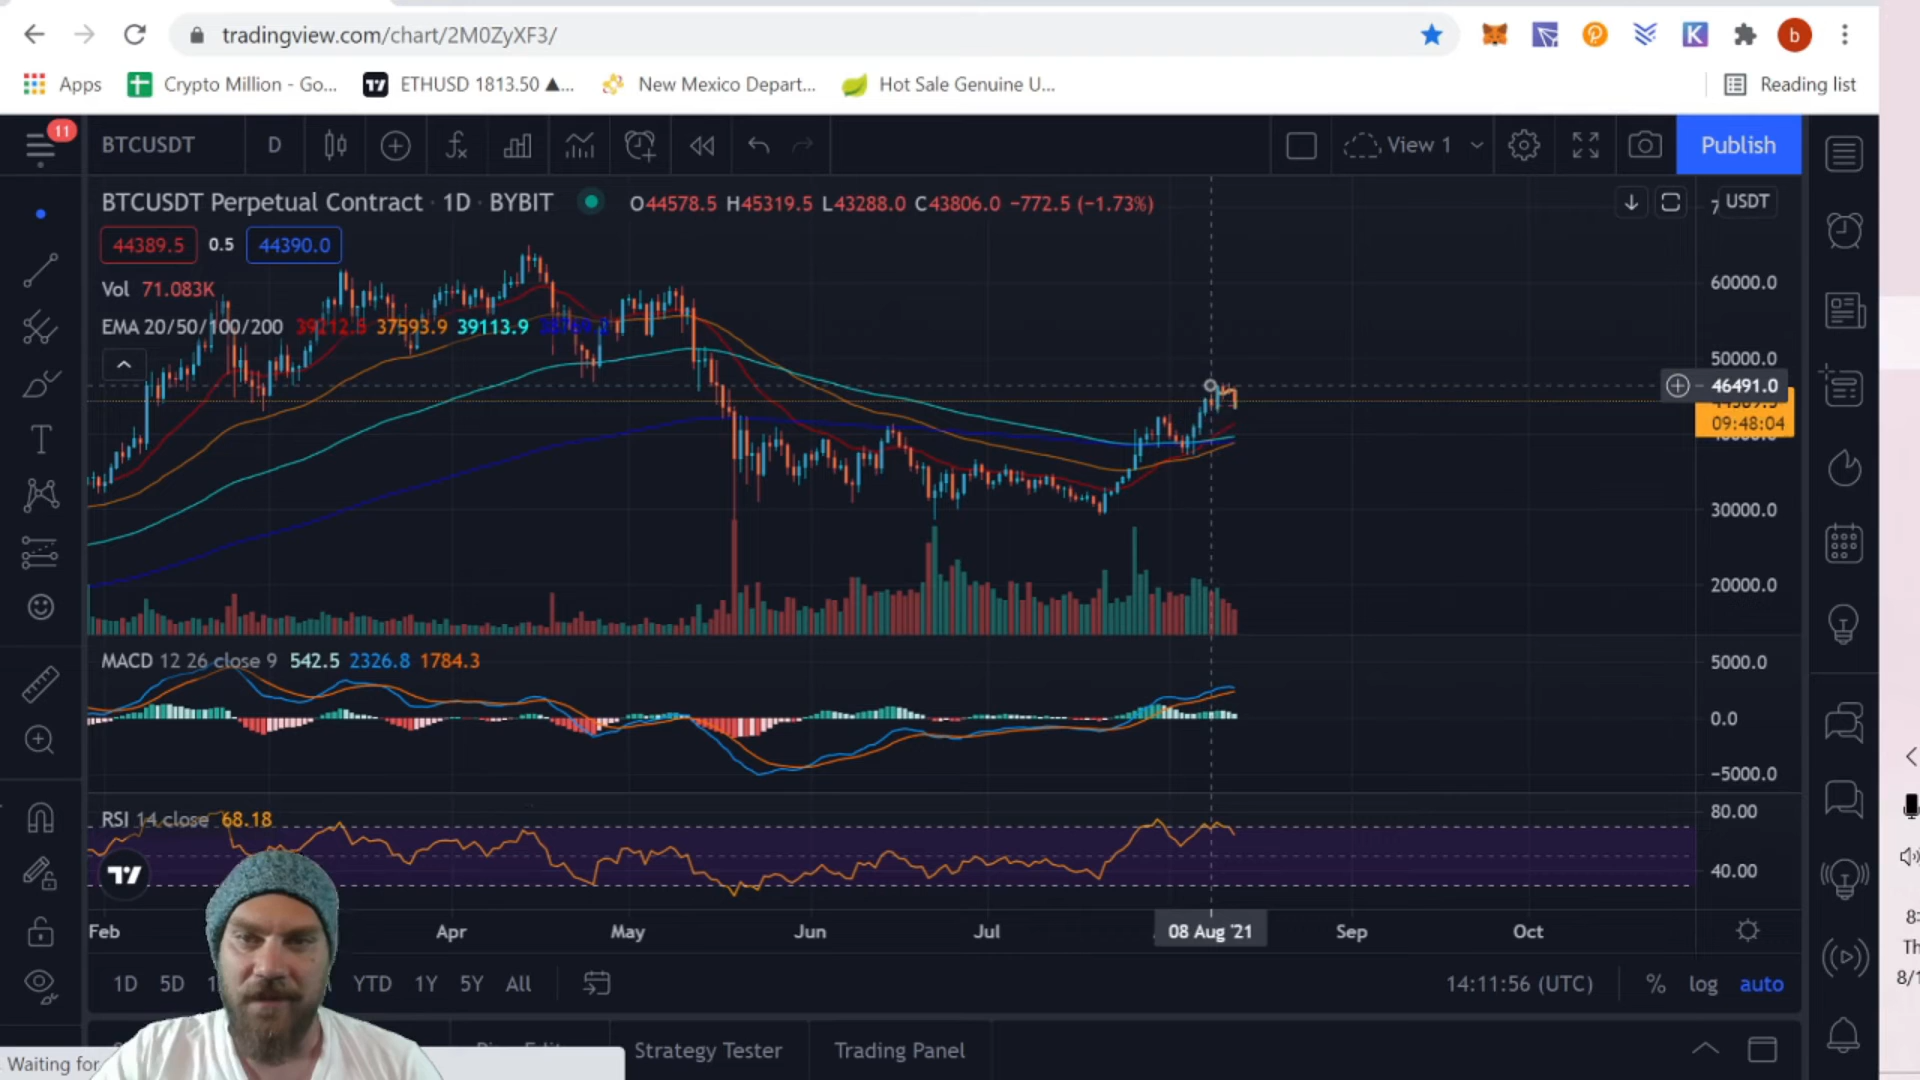 tradingview.com/chart/2M0ZyXF3/
K
b
Apps
Crypto Million - Go...
ETHUSD 1813.50 ▲...
New Mexico Depart...
Hot Sale Genuine U...
Reading list
11
BTCUSDT
D
View 1
Publish
BTCUSDT Perpetual Contract · 1D · BYBIT
O44578.5 H45319.5 L43288.0 C43806.0 −772.5 (−1.73%)
USDT
44389.5
0.5
44390.0
Vol 71.083K
60000.0
EMA 20/50/100/200
37593.9
39113.9
50000.0
46491.0
09:48:04
30000.0
20000.0
MACD 12 26 close 9 542.5 2326.8 1784.3
5000.0
0.0
−5000.0
RSI 14 close 68.18
80.00
40.00
Feb
Apr
May
Jun
Jul
08 Aug '21
Sep
Oct
1D
5D
YTD
1Y
5Y
All
14:11:56 (UTC)
%
log
auto
Strategy Tester
Trading Panel
Waiting for